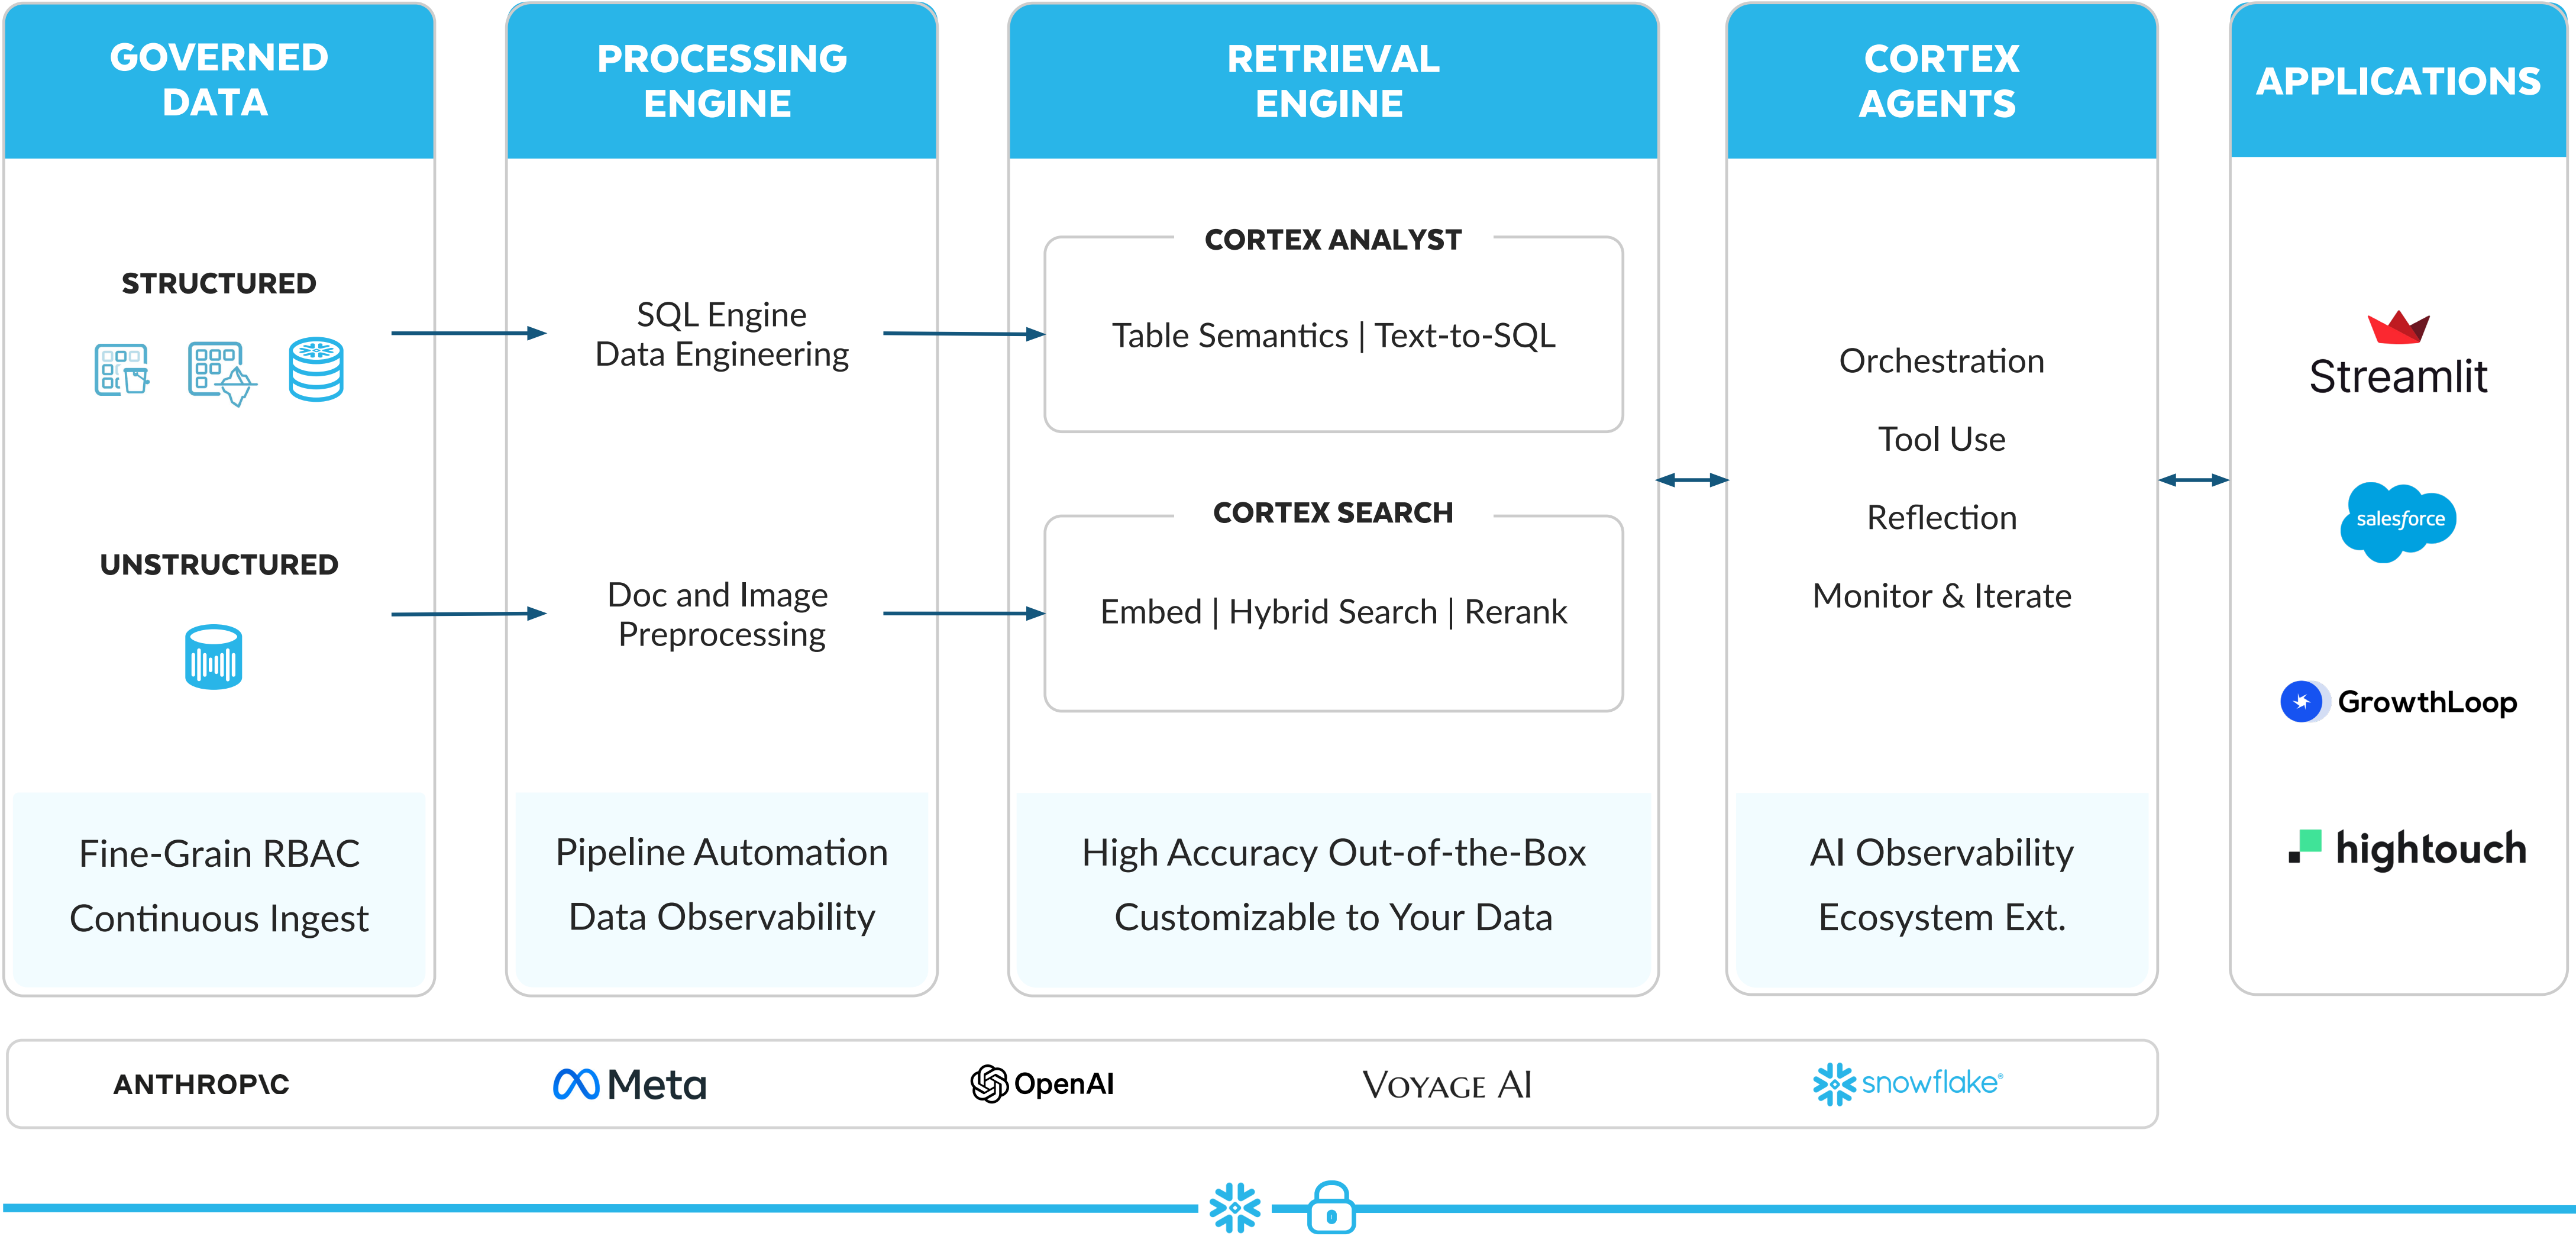 GOVERNED
DATA
STRUCTURED
UNSTRUCTURED
Fine-Grain RBAC
Continuous Ingest
PROCESSING
ENGINE
SQL Engine
Data Engineering
Doc and Image
Preprocessing
Pipeline Automation
Data Observability
RETRIEVAL
ENGINE
CORTEX ANALYST
Table Semantics | Text-to-SQL
CORTEX SEARCH
Embed | Hybrid Search | Rerank
High Accuracy Out-of-the-Box
Customizable to Your Data
CORTEX
AGENTS
Orchestration
Tool Use
Reflection
Monitor & Iterate
AI Observability
Ecosystem Ext.
APPLICATIONS
Streamlit
salesforce
GrowthLoop
hightouch
ANTHROP\C
Meta
OpenAI
VOYAGE AI
snowflake®